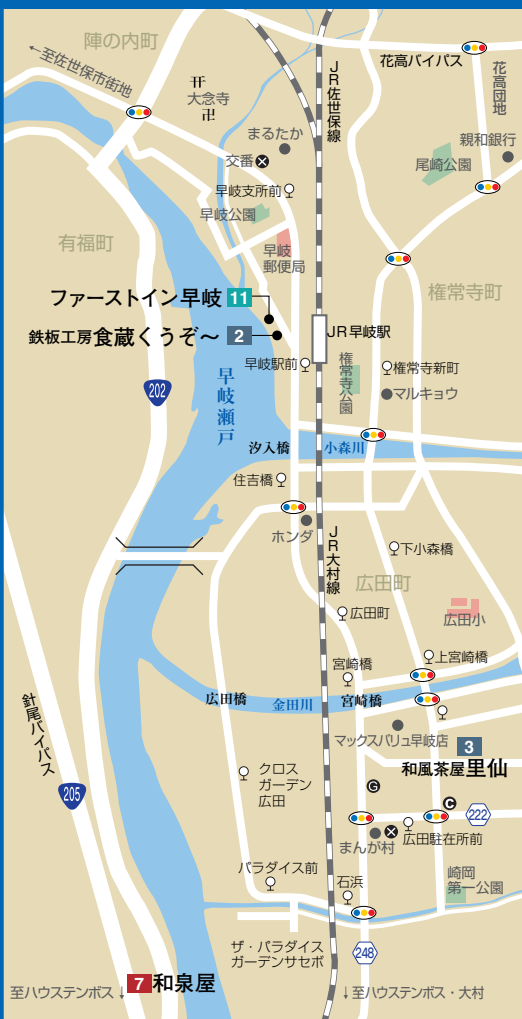 陣の内町
←至佐世保市街地
大念寺
まるたか
交番
早岐支所前
早岐公園
早岐
郵便局
JR佐世保線
花高バイパス
花高団地
親和銀行
尾崎公園
有福町
権常寺町
ファーストイン早岐 11
鉄板工房食蔵くうぞ〜 2
JR早岐駅
早岐駅前
権常寺公園
権常寺新町
マルキョウ
202
早岐瀬戸
汐入橋
小森川
住吉橋
ホンダ
JR大村線
下小森橋
広田町
広田町
広田小
宮崎橋
上宮崎橋
広田橋
金田川
宮崎橋
針尾バイパス
205
マックスバリュ早岐店
3
和風茶屋里仙
クロス
ガーデン
広田
G
C
222
まんが村
広田駐在所前
パラダイス前
石浜
崎岡
第一公園
ザ・パラダイス
ガーデンサセボ
248
7 和泉屋
至ハウステンボス↓
↓至ハウステンボス・大村